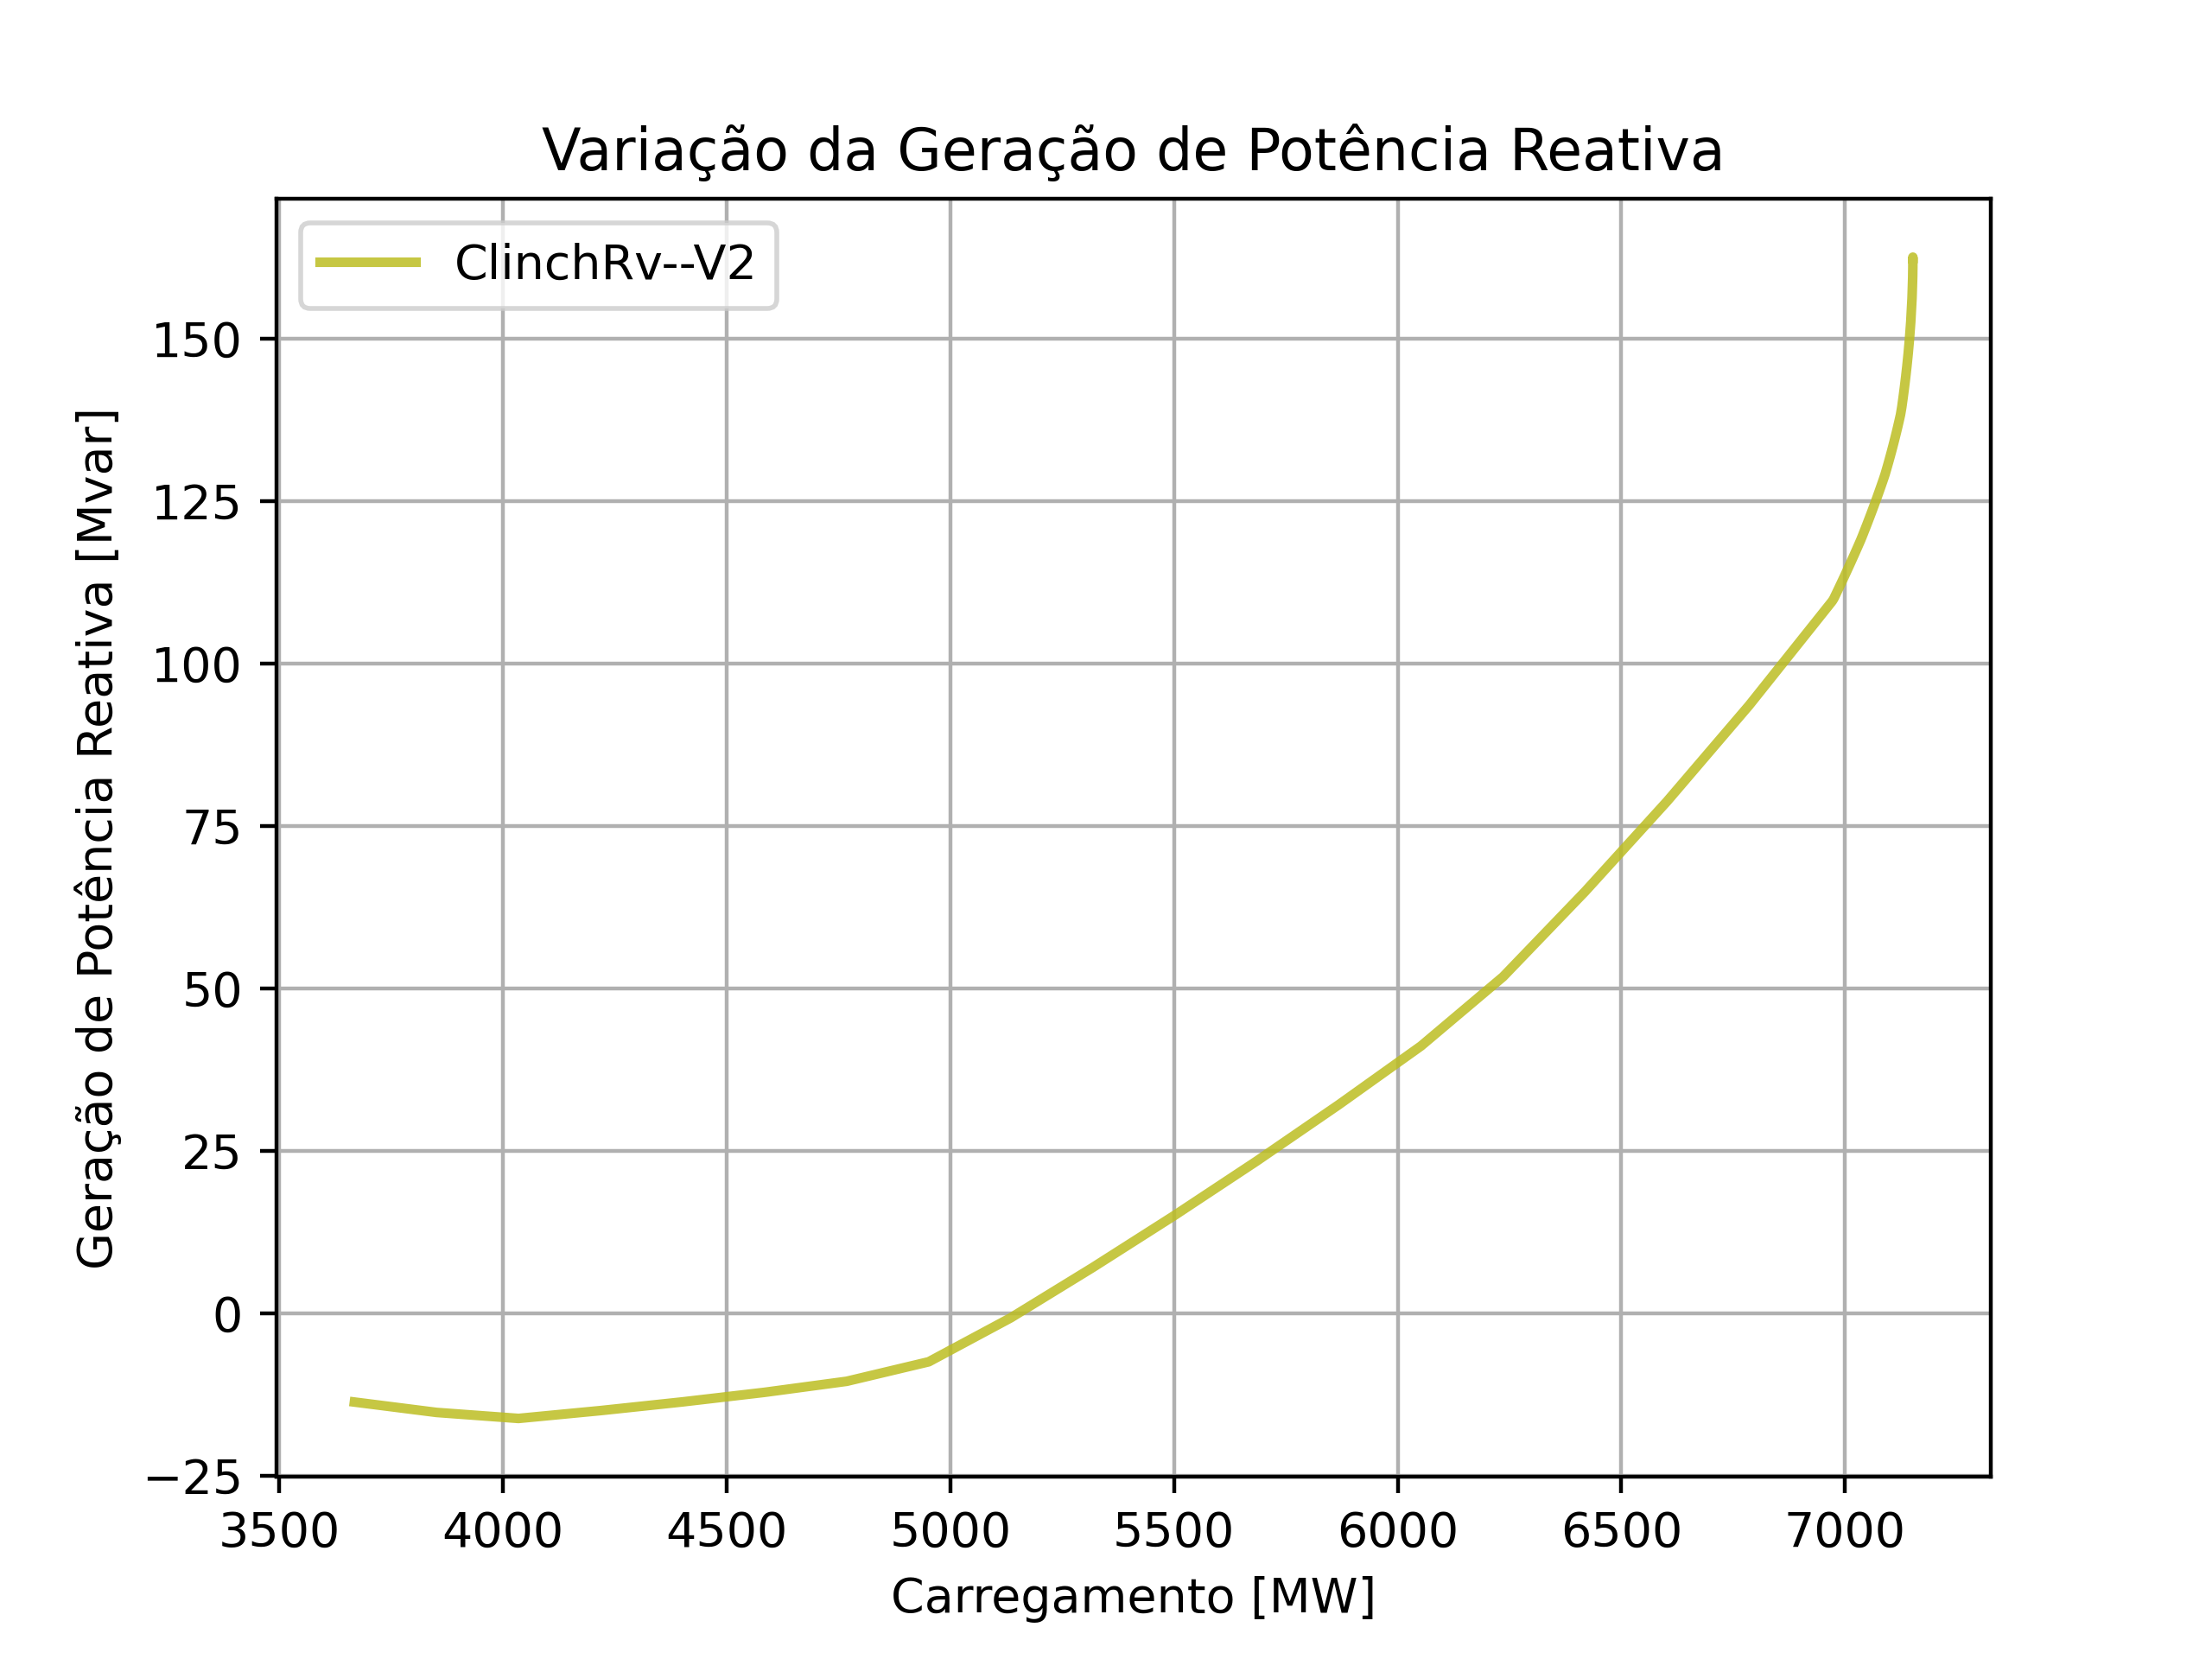 Variação da Geração de Potência Reativa
ClinchRv--V2
Geração de Potência Reativa [Mvar]
150
125
100
75
50
25
0
−25
3500 4000 4500 5000 5500 6000 6500 7000
Carregamento [MW]